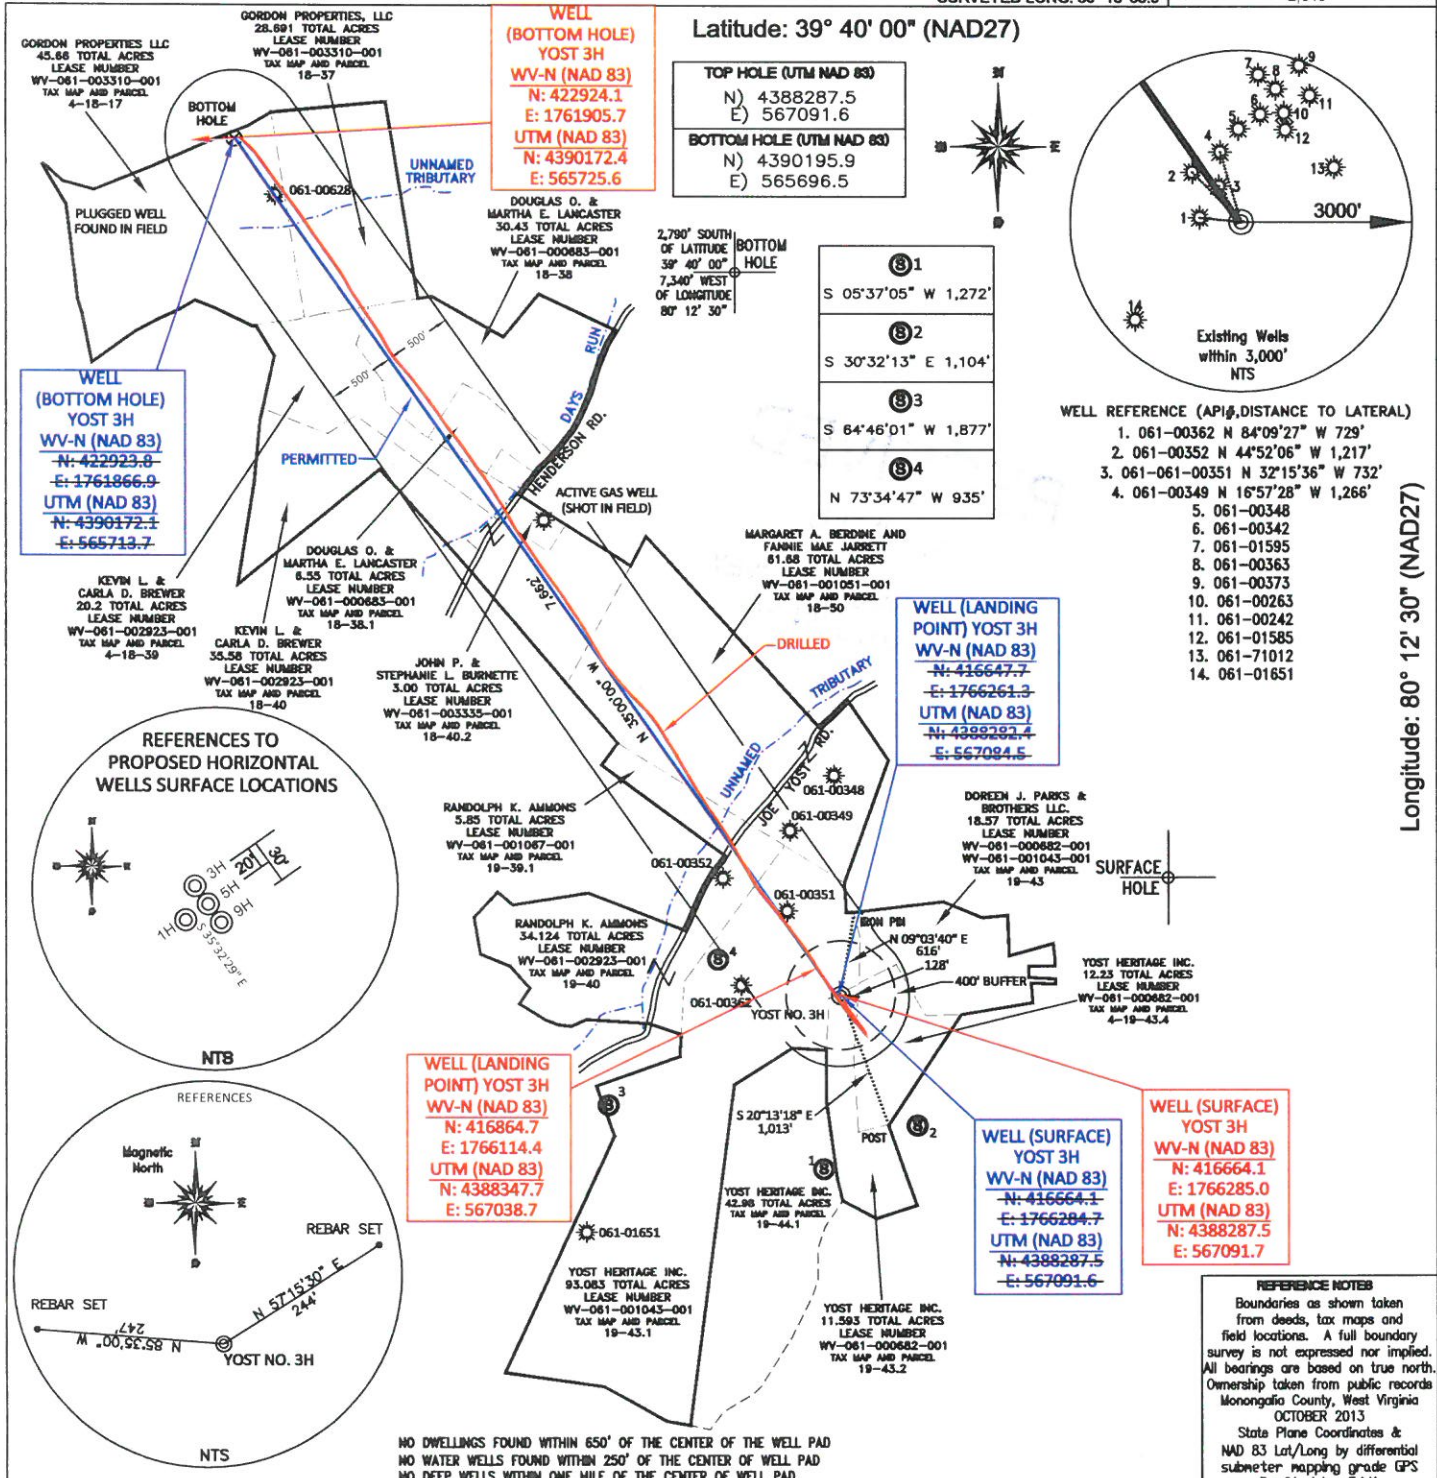 Latitude: 39° 40' 00" (NAD27)
GORDON PROPERTIES LLC
45.66 TOTAL ACRES
LEASE NUMBER
WV-061-003310-001
TAX MAP AND PARCEL
4-18-17
GORDON PROPERTIES, LLC
28.691 TOTAL ACRES
LEASE NUMBER
WV-061-003310-001
TAX MAP AND PARCEL
18-37
WELL
(BOTTOM HOLE)
YOST 3H
WV-N (NAD 83)
N: 422924.1
E: 1761905.7
UTM (NAD 83)
N: 4390172.4
E: 565725.6
TOP HOLE (UTM NAD 83)
N) 4388287.5
E) 567091.6
BOTTOM HOLE (UTM NAD 83)
N) 4390195.9
E) 565696.5
BOTTOM
HOLE
061-00628
UNNAMED
TRIBUTARY
PLUGGED WELL
FOUND IN FIELD
DOUGLAS O. &
MARTHA E. LANCASTER
30.43 TOTAL ACRES
LEASE NUMBER
WV-061-000683-001
TAX MAP AND PARCEL
18-38
2,790' SOUTH
OF LATITUDE
39° 40' 00"
7,340' WEST
OF LONGITUDE
80° 12' 30"
BOTTOM
HOLE
Ⓢ1
S 05°37'05" W 1,272'
Ⓢ2
S 30°32'13" E 1,104'
Ⓢ3
S 64°46'01" W 1,877'
Ⓢ4
N 73°34'47" W 935'
1
2
3
4
5
6
7
8
9
10
11
12
13
14
3000'
Existing Wells
within 3,000'
NTS
WELL REFERENCE (API#,DISTANCE TO LATERAL)
1. 061-00362 N 84°09'27" W 729'
2. 061-00352 N 44°52'06" W 1,217'
3. 061-061-00351 N 32°15'36" W 732'
4. 061-00349 N 16°57'28" W 1,266'
5. 061-00348
6. 061-00342
7. 061-01595
8. 061-00363
9. 061-00373
10. 061-00263
11. 061-00242
12. 061-01585
13. 061-71012
14. 061-01651
Longitude: 80° 12' 30" (NAD27)
WELL
(BOTTOM HOLE)
YOST 3H
WV-N (NAD 83)
N: 422923.8
E: 1761866.9
UTM (NAD 83)
N: 4390172.1
E: 565713.7
500'
500'
PERMITTED
DAYS RUN
HENDERSON RD.
ACTIVE GAS WELL
(SHOT IN FIELD)
KEVIN L. &
CARLA D. BREWER
20.2 TOTAL ACRES
LEASE NUMBER
WV-061-002923-001
TAX MAP AND PARCEL
4-18-39
DOUGLAS O. &
MARTHA E. LANCASTER
6.55 TOTAL ACRES
LEASE NUMBER
WV-061-000683-001
TAX MAP AND PARCEL
18-38.1
KEVIN L. &
CARLA D. BREWER
35.58 TOTAL ACRES
LEASE NUMBER
WV-061-002923-001
TAX MAP AND PARCEL
18-40
JOHN P. &
STEPHANIE L. BURNETTE
3.00 TOTAL ACRES
LEASE NUMBER
WV-061-003335-001
TAX MAP AND PARCEL
18-40.2
MARGARET A. BERDINE AND
FANNIE MAE JARRETT
61.68 TOTAL ACRES
LEASE NUMBER
WV-061-001051-001
TAX MAP AND PARCEL
18-50
7,662'
N 35°00'00" W
DRILLED
WELL (LANDING
POINT) YOST 3H
WV-N (NAD 83)
N: 416647.7
E: 1766261.3
UTM (NAD 83)
N: 4388282.4
E: 567084.5
UNNAMED TRIBUTARY
JOE YOST RD.
REFERENCES TO
PROPOSED HORIZONTAL
WELLS SURFACE LOCATIONS
3H
5H
9H
1H
20'
30'
S 35°32'29" E
NTS
RANDOLPH K. AMMONS
5.85 TOTAL ACRES
LEASE NUMBER
WV-061-001067-001
TAX MAP AND PARCEL
19-39.1
061-00348
061-00349
061-00352
061-00351
061-00362
DOREEN J. PARKS &
BROTHERS LLC.
18.57 TOTAL ACRES
LEASE NUMBER
WV-061-000682-001
WV-061-001043-001
TAX MAP AND PARCEL
19-43
SURFACE
HOLE
RANDOLPH K. AMMONS
34.124 TOTAL ACRES
LEASE NUMBER
WV-061-002923-001
TAX MAP AND PARCEL
19-40
Ⓢ4
YOST NO. 3H
IRON PIN
N 09°03'40" E
616'
128'
400' BUFFER
YOST HERITAGE INC.
12.23 TOTAL ACRES
LEASE NUMBER
WV-061-000682-001
TAX MAP AND PARCEL
4-19-43.4
WELL (LANDING
POINT) YOST 3H
WV-N (NAD 83)
N: 416864.7
E: 1766114.4
UTM (NAD 83)
N: 4388347.7
E: 567038.7
Ⓢ3
S 20°13'18" E
1,013'
POST
Ⓢ2
Ⓢ1
WELL (SURFACE)
YOST 3H
WV-N (NAD 83)
N: 416664.1
E: 1766284.7
UTM (NAD 83)
N: 4388287.5
E: 567091.6
WELL (SURFACE)
YOST 3H
WV-N (NAD 83)
N: 416664.1
E: 1766285.0
UTM (NAD 83)
N: 4388287.5
E: 567091.7
REFERENCES
Magnetic
North
REBAR SET
REBAR SET
N 57°15'30" E
244'
N 85°35'00" W
247'
YOST NO. 3H
NTS
061-01651
YOST HERITAGE INC.
42.98 TOTAL ACRES
TAX MAP AND PARCEL
19-44.1
YOST HERITAGE INC.
93.083 TOTAL ACRES
LEASE NUMBER
WV-061-001043-001
TAX MAP AND PARCEL
19-43.1
YOST HERITAGE INC.
11.593 TOTAL ACRES
LEASE NUMBER
WV-061-000682-001
TAX MAP AND PARCEL
19-43.2
REFERENCE NOTES
Boundaries as shown taken
from deeds, tax maps and
field locations. A full boundary
survey is not expressed nor implied.
All bearings are based on true north.
Ownership taken from public records
Monongalia County, West Virginia
OCTOBER 2013
State Plane Coordinates &
NAD 83 Lat/Long by differential
submeter mapping grade GPS
NO DWELLINGS FOUND WITHIN 650' OF THE CENTER OF THE WELL PAD
NO WATER WELLS FOUND WITHIN 250' OF THE CENTER OF WELL PAD
NO DEEP WELLS WITHIN ONE MILE OF THE CENTER OF WELL PAD